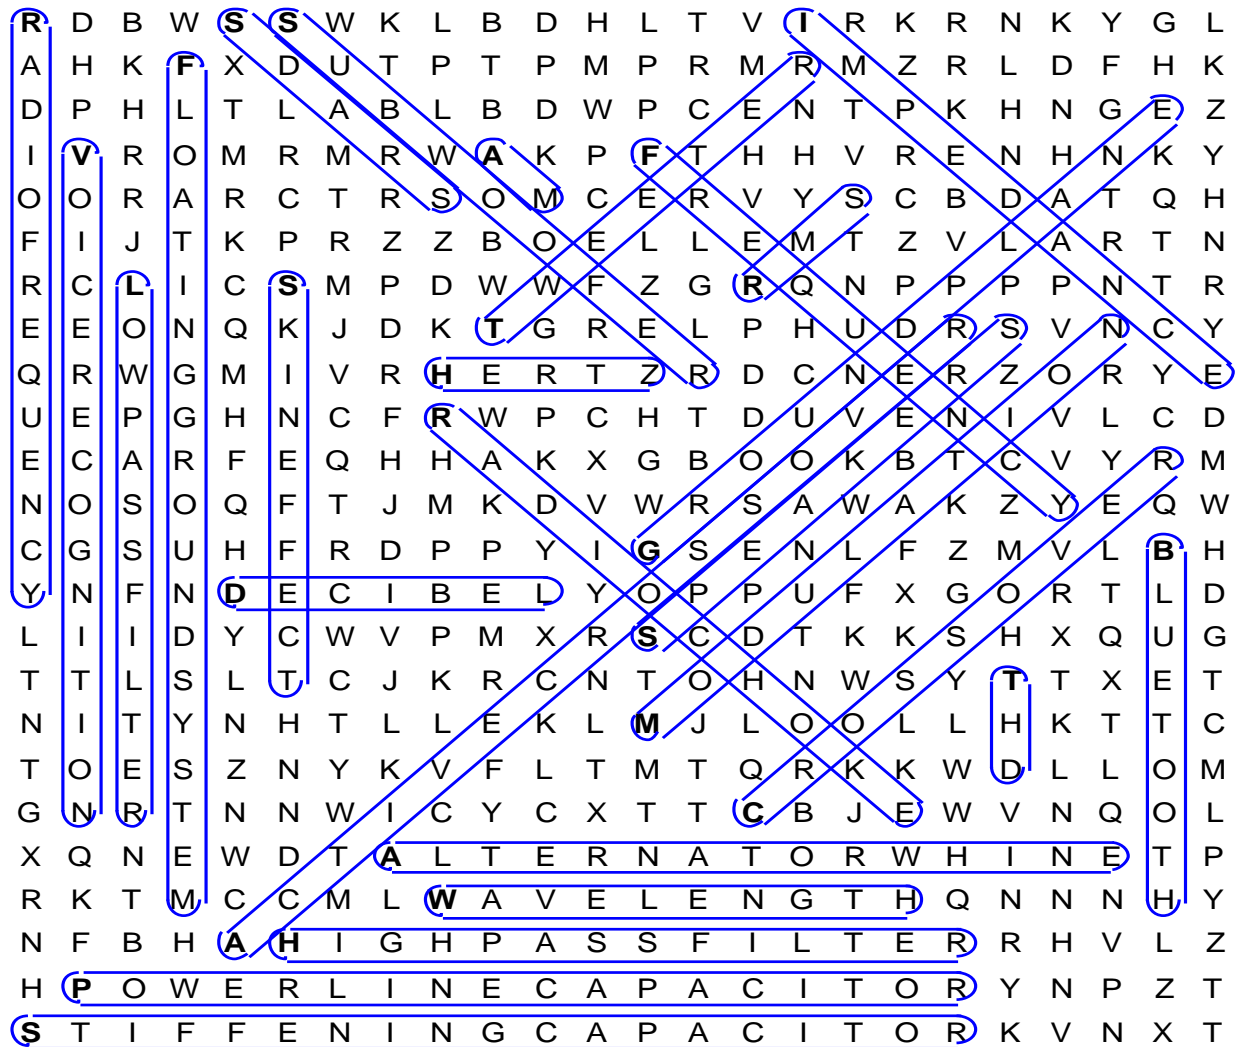 R D B W S S W K L B D H L T V I R K R N K Y G L
A H K F X D U T P T P M P R M R M Z R L D F H K
D P H L T L A B L B D W P C E N T P K H N G E Z
I V R O M R M R W A K P F T H H V R E N H N K Y
O O R A R C T R S O M C E R V Y S C B D A T Q H
F I J T K P R Z Z B O E L L E M T Z V L A R T N
R C L I C S M P D W W F Z G R Q N P P P P N T R
E E O N Q K J D K T G R E L P H U D R S V N C Y
Q R W G M I V R H E R T Z R D C N E R Z O R Y E
U E P G H N C F R W P C H T D U V E N I V L C D
E C A R F E Q H H A K X G B O O K B T C V Y R M
N O S O Q F T J M K D V W R S A W A K Z Y E Q W
C G S U H F R D P P Y I G S E N L F Z M V L B H
Y N F N D E C I B E L Y O P P U F X G O R T L D
L I I D Y C W V P M X R S C D T K K S H X Q U G
T T L S L T C J K R C N T O H N W S Y T T X E T
N I T Y N H T L L E K L M J L O O L L H K T T C
T O E S Z N Y K V F L T M T Q R K K W D L L O M
G N R T N N W I C Y C X T T C B J E W V N Q O L
X Q N E W D T A L T E R N A T O R W H I N E T P
R K T M C C M L W A V E L E N G T H Q N N N H Y
N F B H A H I G H P A S S F I L T E R R H V L Z
H P O W E R L I N E C A P A C I T O R Y N P Z T
S T I F F E N I N G C A P A C I T O R K V N X T